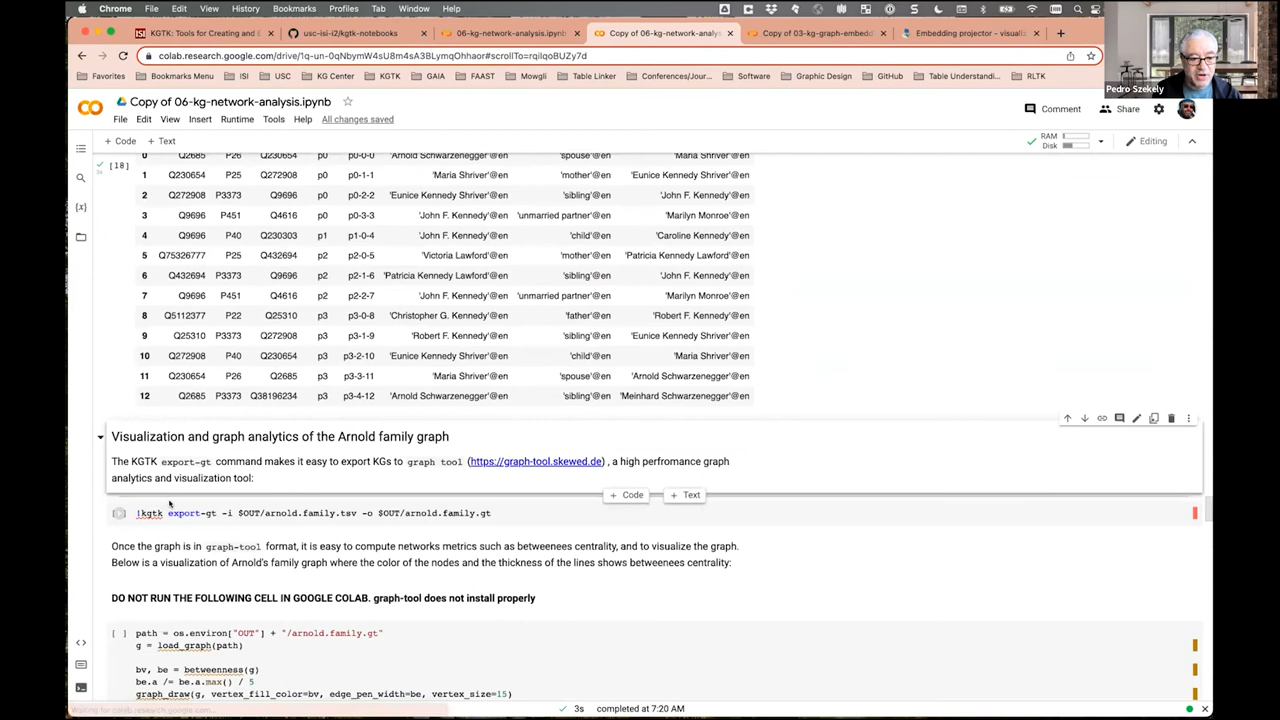 Chrome File Edit View History Bookmarks Profiles Tab Window Help
KGTK: Tools for Creating and E
usc-isi-i2/kgtk-notebooks
06-kg-network-analysis.ipynb
Copy of 06-kg-network-analysis.
Copy of 03-kg-graph-embedd
Embedding projector - visualiz
colab.research.google.com/drive/1q-un-0qNbymW4sU8m4sD3LymqOhhaor#scrollTo=rqiIqoBUZy7d
Favorites Bookmarks Menu ISI USC KG Center KGTK GAIA FAAST Mowgli Table Linker Conferences/Jour... Software Graphic Design GitHub Table Understandi... RLTK
Pedro Szekely
Copy of 06-kg-network-analysis.ipynb
Comment Share
File Edit View Insert Runtime Tools Help All changes saved
+ Code + Text
RAM
Disk
Editing
[18]
0 Q2685 P26 Q230654 p0 p0-0-0 'Arnold Schwarzenegger'@en 'spouse'@en 'Maria Shriver'@en
1 Q230654 P25 Q272908 p0 p0-1-1 'Maria Shriver'@en 'mother'@en 'Eunice Kennedy Shriver'@en
2 Q272908 P3373 Q9696 p0 p0-2-2 'Eunice Kennedy Shriver'@en 'sibling'@en 'John F. Kennedy'@en
3 Q9696 P451 Q4616 p0 p0-3-3 'John F. Kennedy'@en 'unmarried partner'@en 'Marilyn Monroe'@en
4 Q9696 P40 Q230303 p1 p1-0-4 'John F. Kennedy'@en 'child'@en 'Caroline Kennedy'@en
5 Q75326777 P25 Q432694 p2 p2-0-5 'Victoria Lawford'@en 'mother'@en 'Patricia Kennedy Lawford'@en
6 Q432694 P3373 Q9696 p2 p2-1-6 'Patricia Kennedy Lawford'@en 'sibling'@en 'John F. Kennedy'@en
7 Q9696 P451 Q4616 p2 p2-2-7 'John F. Kennedy'@en 'unmarried partner'@en 'Marilyn Monroe'@en
8 Q5112377 P22 Q25310 p3 p3-0-8 'Christopher G. Kennedy'@en 'father'@en 'Robert F. Kennedy'@en
9 Q25310 P3373 Q272908 p3 p3-1-9 'Robert F. Kennedy'@en 'sibling'@en 'Eunice Kennedy Shriver'@en
10 Q272908 P40 Q230654 p3 p3-2-10 'Eunice Kennedy Shriver'@en 'child'@en 'Maria Shriver'@en
11 Q230654 P26 Q2685 p3 p3-3-11 'Maria Shriver'@en 'spouse'@en 'Arnold Schwarzenegger'@en
12 Q2685 P3373 Q38196234 p3 p3-4-12 'Arnold Schwarzenegger'@en 'sibling'@en 'Meinhard Schwarzenegger'@en
Visualization and graph analytics of the Arnold family graph
The KGTK export-gt command makes it easy to export KGs to graph tool (https://graph-tool.skewed.de) , a high perfromance graph
analytics and visualization tool:
+ Code + Text
!kgtk export-gt -i $OUT/arnold.family.tsv -o $OUT/arnold.family.gt
Once the graph is in graph-tool format, it is easy to compute networks metrics such as betweenees centrality, and to visualize the graph.
Below is a visualization of Arnold's family graph where the color of the nodes and the thickness of the lines shows betweenees centrality:
DO NOT RUN THE FOLLOWING CELL IN GOOGLE COLAB. graph-tool does not install properly
[ ] path = os.environ["OUT"] + "/arnold.family.gt"
g = load_graph(path)
bv, be = betweenness(g)
be.a /= be.a.max() / 5
graph_draw(g, vertex_fill_color=bv, edge_pen_width=be, vertex_size=15)
Waiting for colab.research.google.com...
3s completed at 7:20 AM